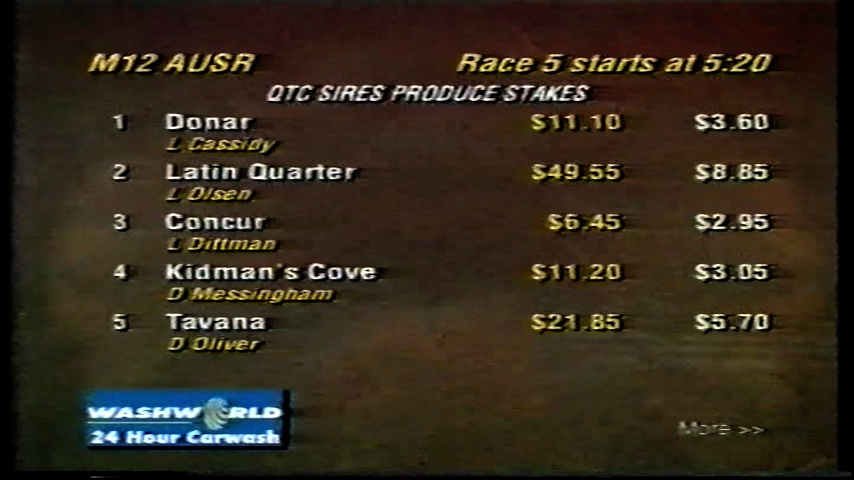 M12 AUSR Race 5 starts at 5:20
QTC SIRES PRODUCE STAKES
1 Donar $11.10 $3.60
L Cassidy
2 Latin Quarter $49.55 $8.85
L Olsen
3 Concur $6.45 $2.95
L Dittman
4 Kidman's Cove $11.20 $3.05
D Messingham
5 Tavana $21.85 $5.70
D Oliver
WASHWORLD
24 Hour Carwash
More >>